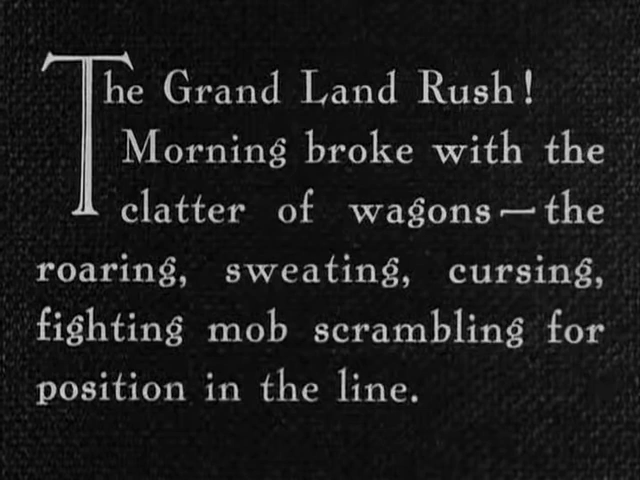 The Grand Land Rush!
Morning broke with the
clatter of wagons—the
roaring, sweating, cursing,
fighting mob scrambling for
position in the line.